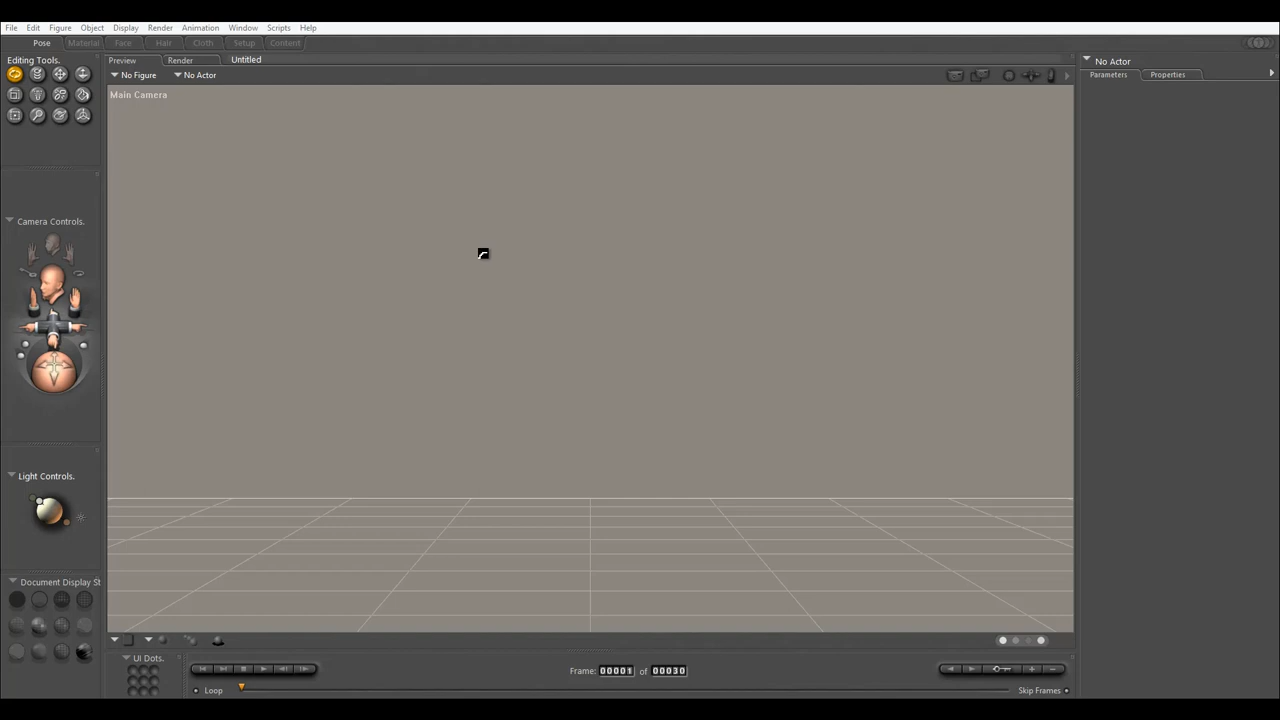 File Edit Figure Object Display Render Animation Window Scripts Help
Pose Material Face Hair Cloth Setup Content
Editing Tools.
Preview Render Untitled
No Figure No Actor
Main Camera
No Actor
Parameters Properties
Camera Controls.
Light Controls.
Document Display St
UI Dots.
Frame: 00001 of 00030
Loop
Skip Frames